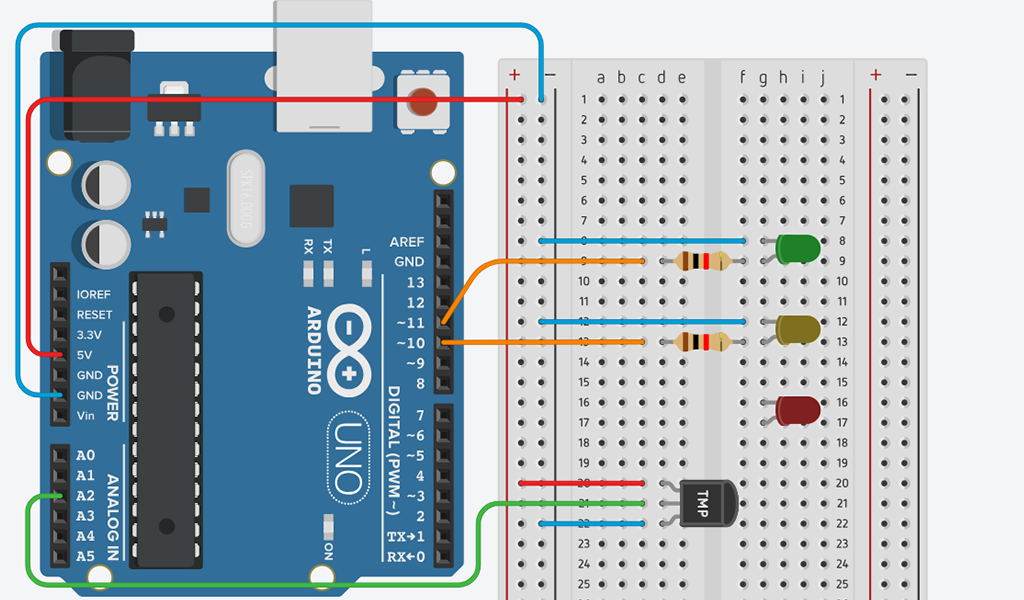 + − a b c d e f g h i j + −
1 1
2 2
3 3
4 4
5 5
6 6
7 7
8 8
9 9
10 10
11 11
12 12
13 13
14 14
15 15
16 16
17 17
18 18
19 19
20 20
21 21
22 22
23 23
24 24
25 25
SPK16.000G
RX TX L
AREF
GND
13
12
~11
~10
~9
8
7
~6
~5
4
~3
2
TX→1
RX←0
DIGITAL (PWM ~)
ARDUINO
UNO
ON
IOREF
RESET
3.3V
5V
GND
GND
Vin
POWER
A0
A1
A2
A3
A4
A5
ANALOG IN
TMP